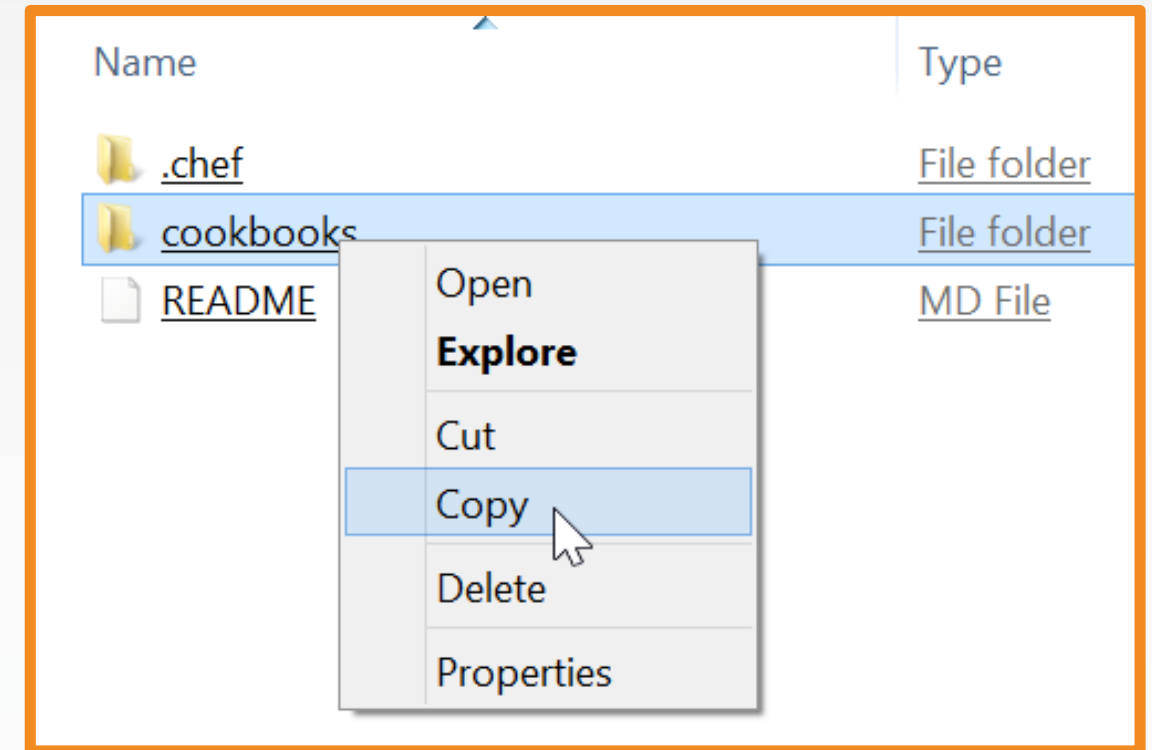 Name Type
.chef File folder
cookbooks File folder
README MD File
Open
Explore
Cut
Copy
Delete
Properties